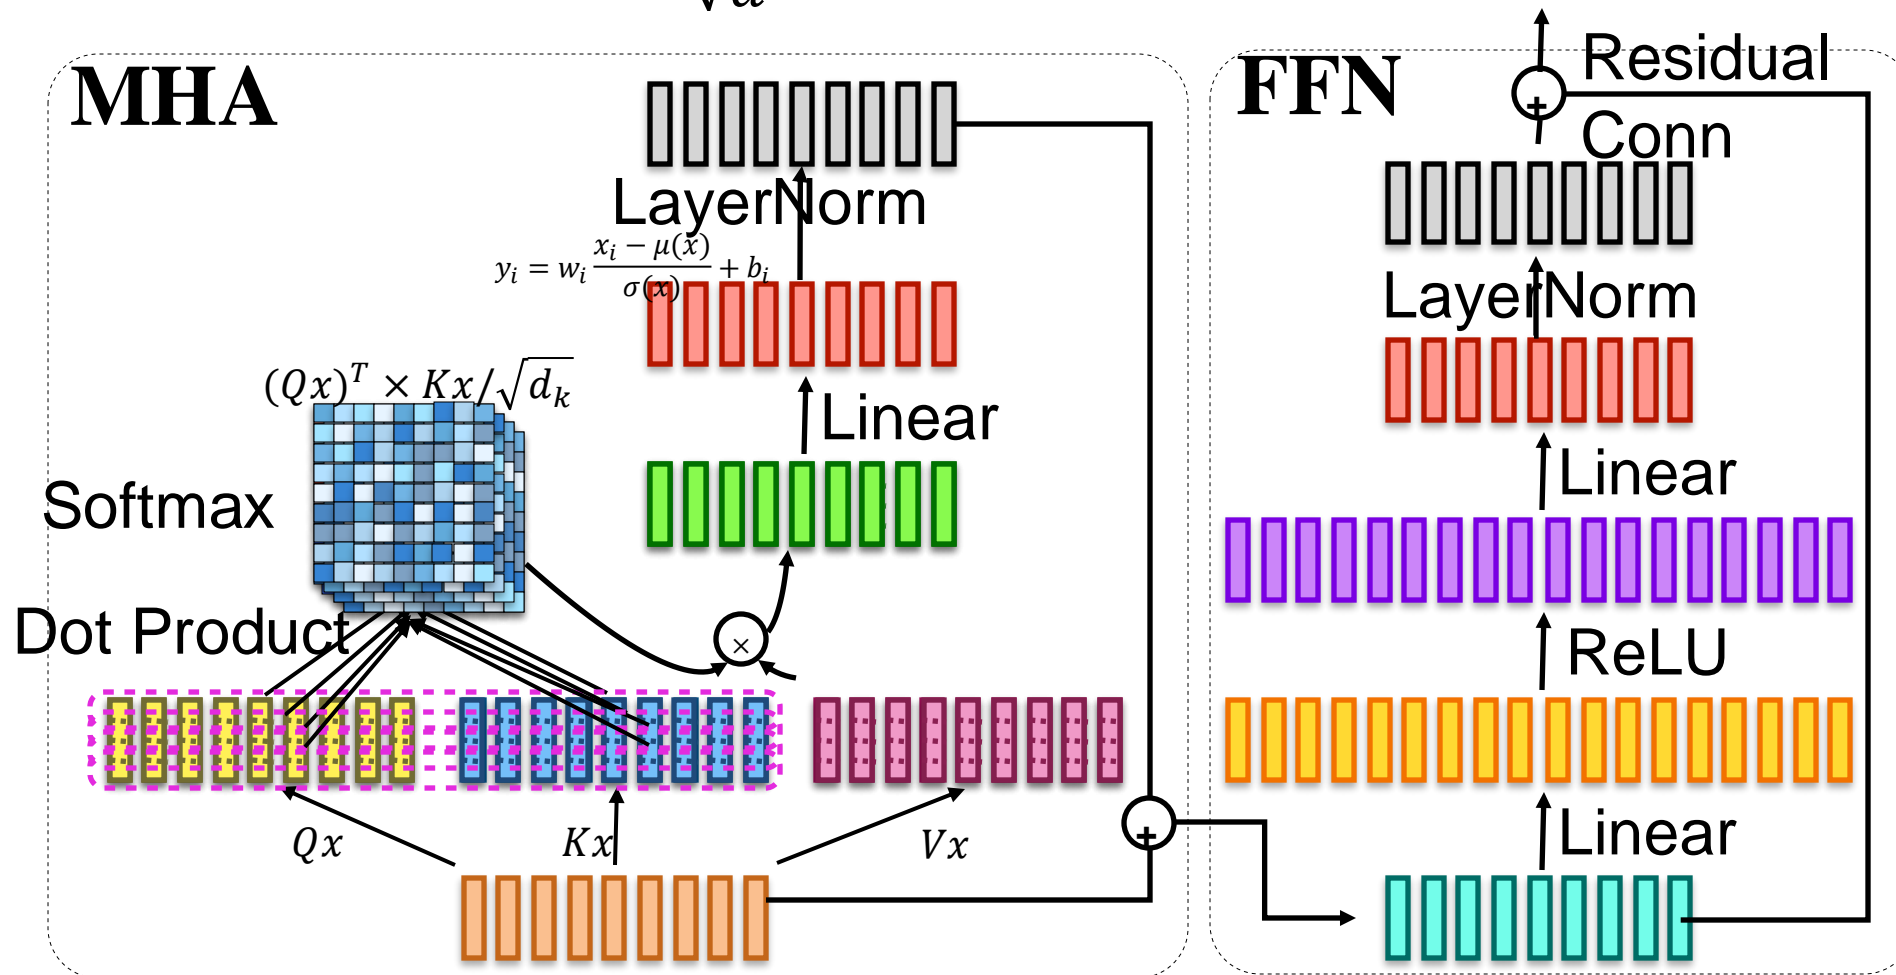 √d
MHA
LayerNorm
y_i = w_i \frac{x_i − μ(x)}{σ(x)} + b_i
(Qx)^T × Kx/√d_k
Linear
Softmax
Dot Product
×
Qx
Kx
Vx
+
FFN
Residual
+
Conn
LayerNorm
Linear
ReLU
Linear